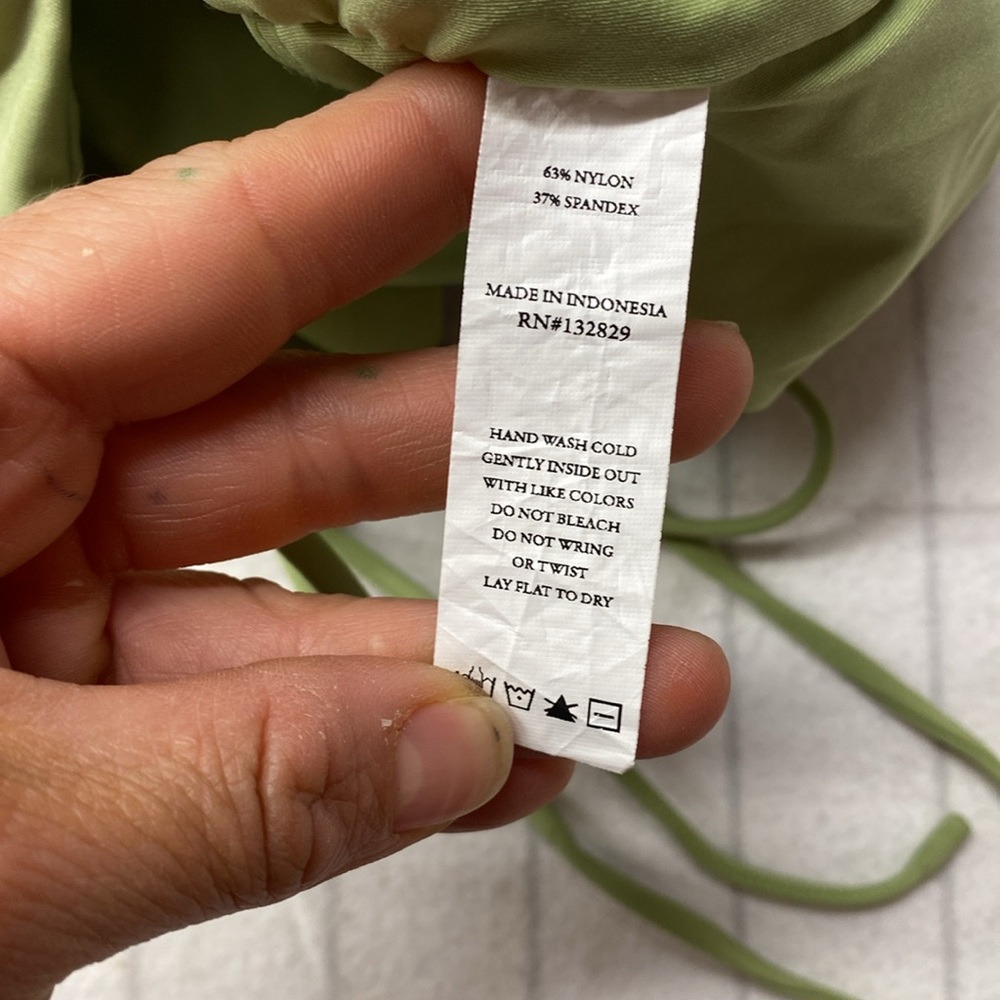 63% NYLON
37% SPANDEX
MADE IN INDONESIA
RN#132829
HAND WASH COLD
GENTLY INSIDE OUT
WITH LIKE COLORS
DO NOT BLEACH
DO NOT WRING
OR TWIST
LAY FLAT TO DRY